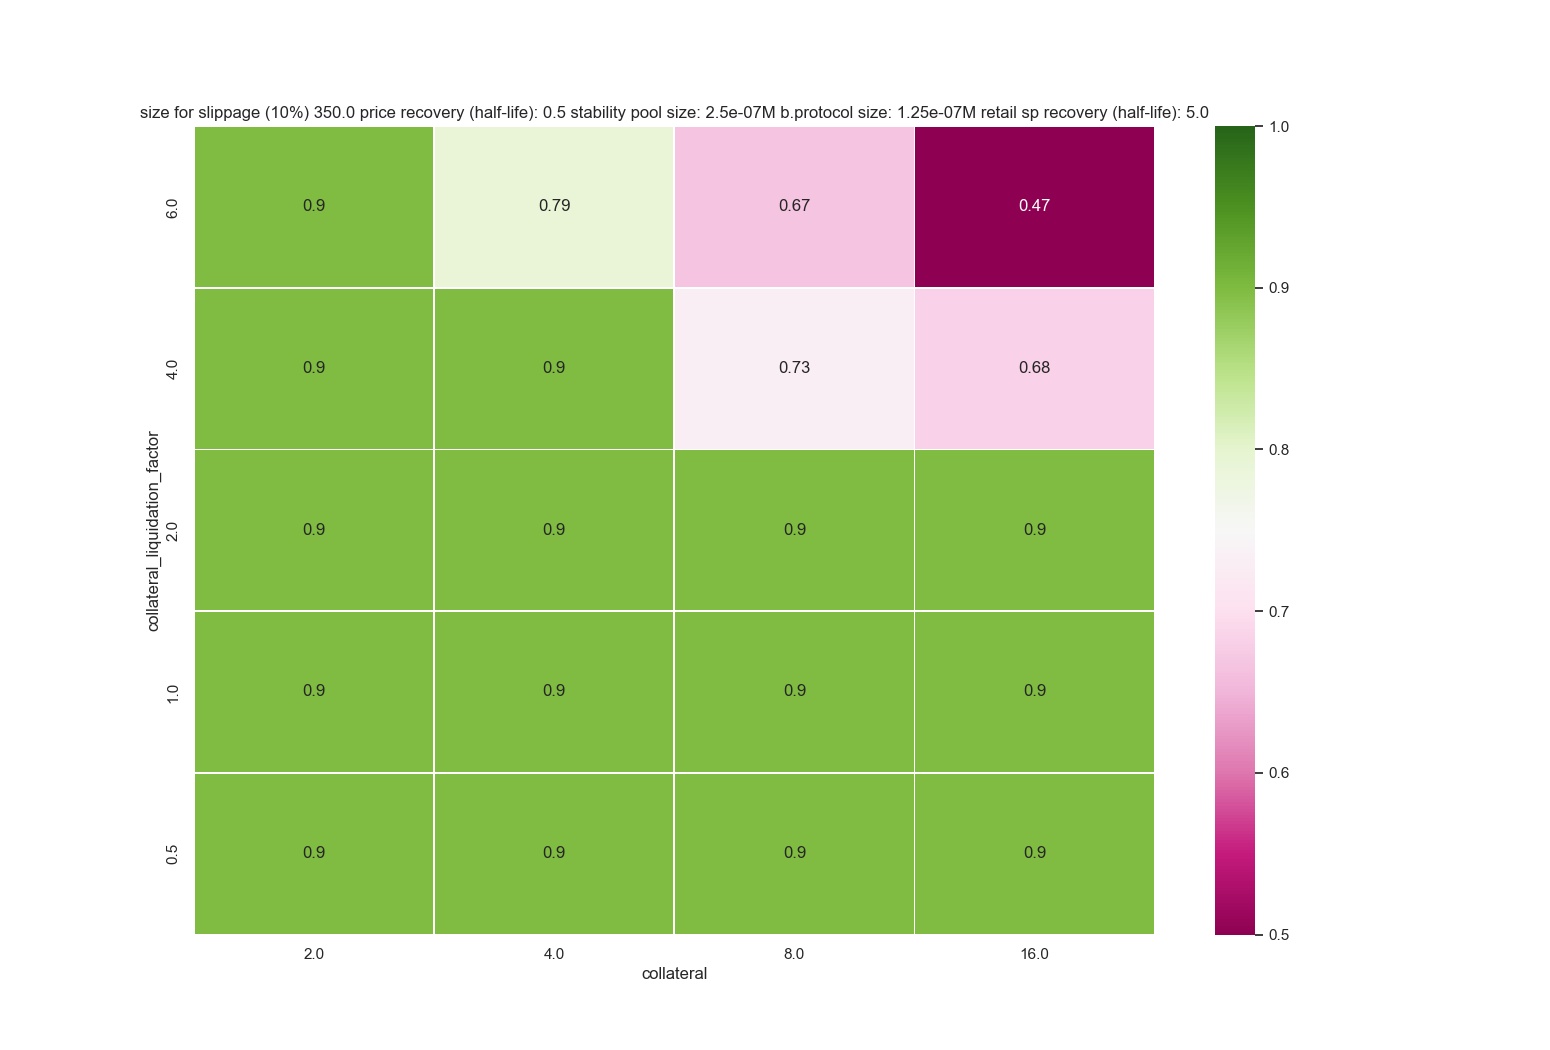 size for slippage (10%) 350.0 price recovery (half-life): 0.5 stability pool size: 2.5e-07M b.protocol size: 1.25e-07M retail sp recovery (half-life): 5.0
collateral_liquidation_factor
6.0 0.9 0.79 0.67 0.47
4.0 0.9 0.9 0.73 0.68
2.0 0.9 0.9 0.9 0.9
1.0 0.9 0.9 0.9 0.9
0.5 0.9 0.9 0.9 0.9
2.0 4.0 8.0 16.0
collateral
1.0
0.9
0.8
0.7
0.6
0.5